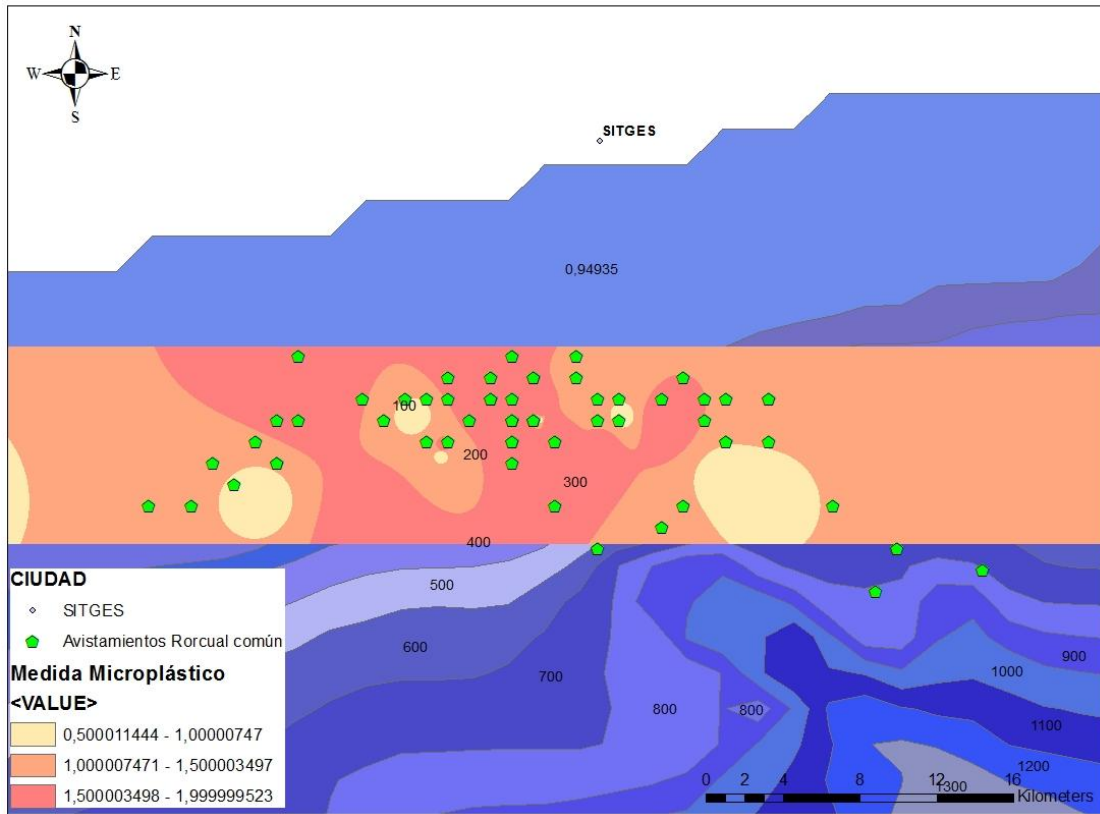 N
W E
S
SITGES
0,94935
100
200
300
400
500
600
700
800
800
900
1000
1100
1200
1300
CIUDAD
SITGES
Avistamientos Rorcual común
Medida Microplástico
<VALUE>
0,500011444 - 1,00000747
1,000007471 - 1,500003497
1,500003498 - 1,999999523
0 2 4 8 12 16
Kilometers